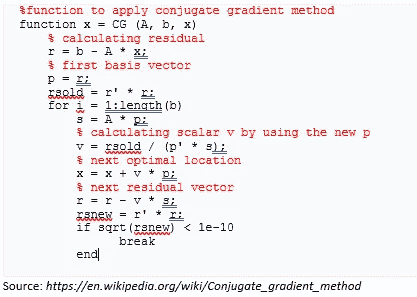 %function to apply conjugate gradient method
function x = CG (A, b, x)
% calculating residual
r = b - A * x;
% first basis vector
p = r;
rsold = r' * r;
for i = 1:length(b)
s = A * p;
% calculating scalar v by using the new p
v = rsold / (p' * s);
% next optimal location
x = x + v * p;
% next residual vector
r = r - v * s;
rsnew = r' * r;
if sqrt(rsnew) < 1e-10
break
end
Source: https://en.wikipedia.org/wiki/Conjugate_gradient_method